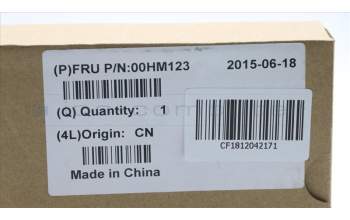 (P)FRU P/N:00HM123 2015-06-18
(Q) Quantity: 1
(4L)Origin: CN
CF1812042171
Made in China